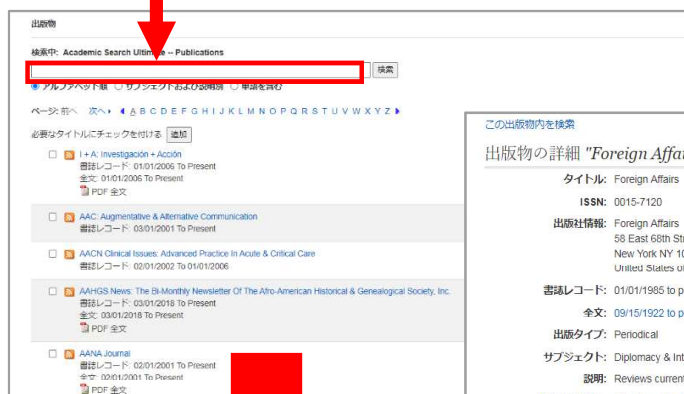 出版物
検索中: Academic Search Ultimate -- Publications
検索
アルファベット順 サブジェクトおよび説明別 単語を含む
ページ: 前へ 次へ A B C D E F G H I J K L M N O P Q R S T U V W X Y Z
必要なタイトルにチェックを付ける 追加
I + A: Investigación + Acción
書誌レコード: 01/01/2006 To Present
全文: 01/01/2006 To Present
PDF 全文
AAC: Augmentative & Alternative Communication
書誌レコード: 03/01/2001 To Present
AACN Clinical Issues: Advanced Practice In Acute & Critical Care
書誌レコード: 02/01/2002 To 01/01/2006
AAHGS News: The Bi-Monthly Newsletter Of The Afro-American Historical & Genealogical Society, Inc.
書誌レコード: 03/01/2018 To Present
全文: 03/01/2018 To Present
PDF 全文
AANA Journal
書誌レコード: 02/01/2001 To Present
全文: 02/01/2001 To Present
PDF 全文
この出版物内を検索
出版物の詳細 "Foreign
タイトル: Foreign Affairs
ISSN: 0015-7120
出版社情報: Foreign Affairs
58 East 68th
New York NY
United States
書誌レコード: 01/01/1985 to
全文: 09/15/1922 to
出版タイプ: Periodical
サブジェクト: Diplomacy &
説明: Reviews current